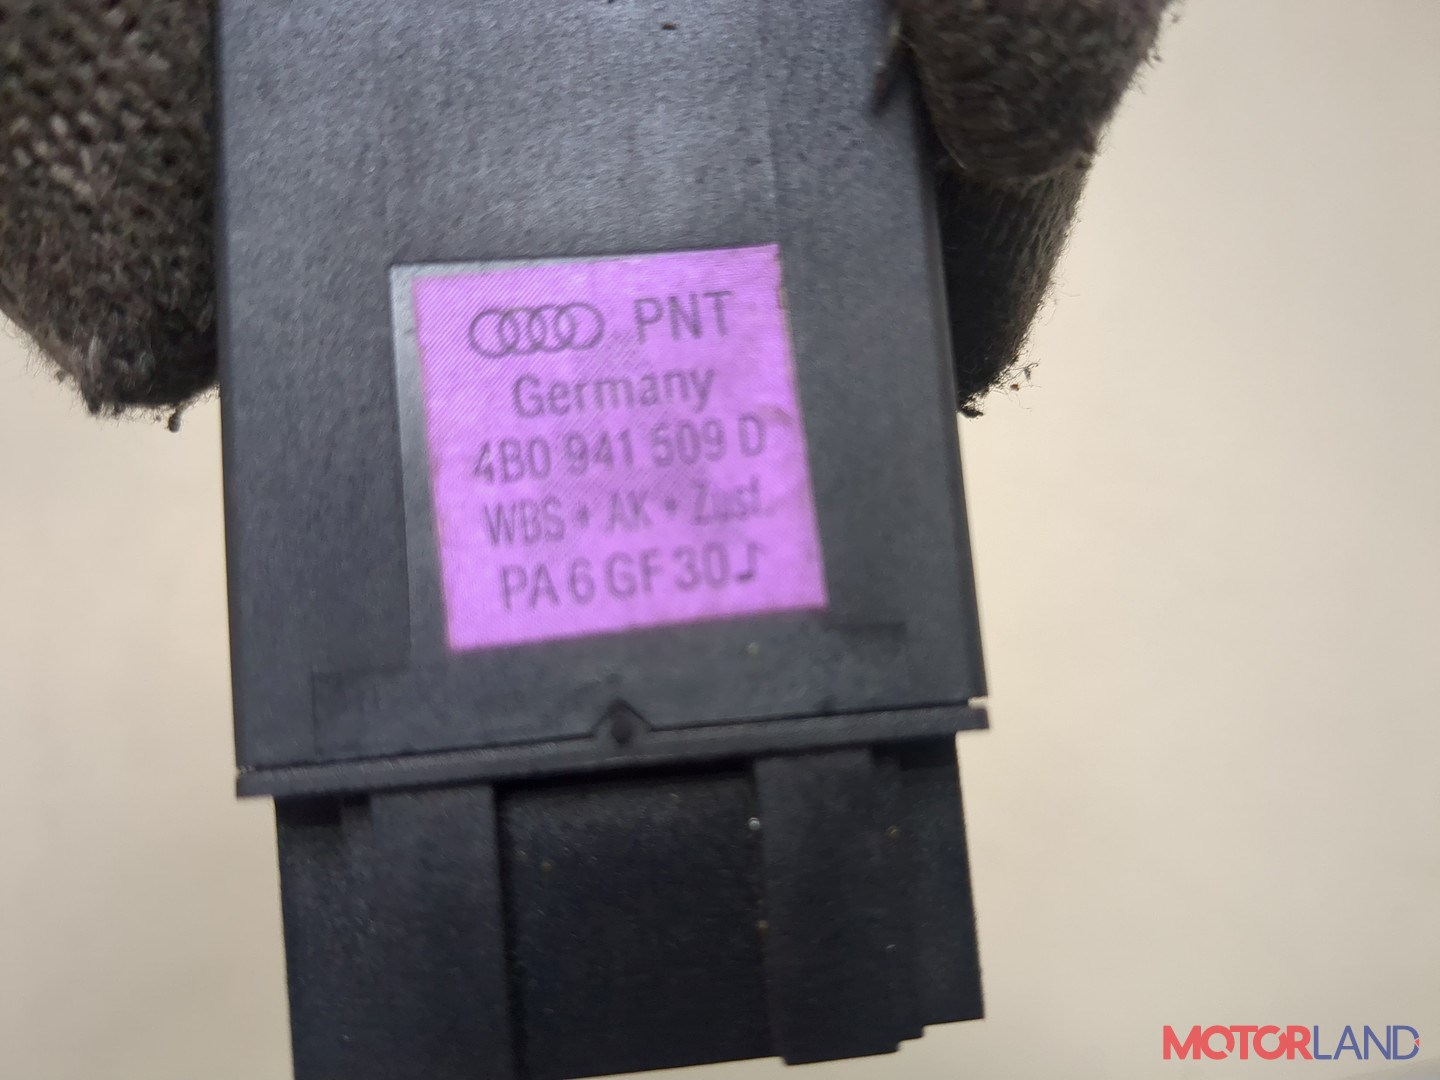 PNT
Germany
4B0 941 509 D
WBS + AK + Zust.
PA 6 GF 30
MOTORLAND